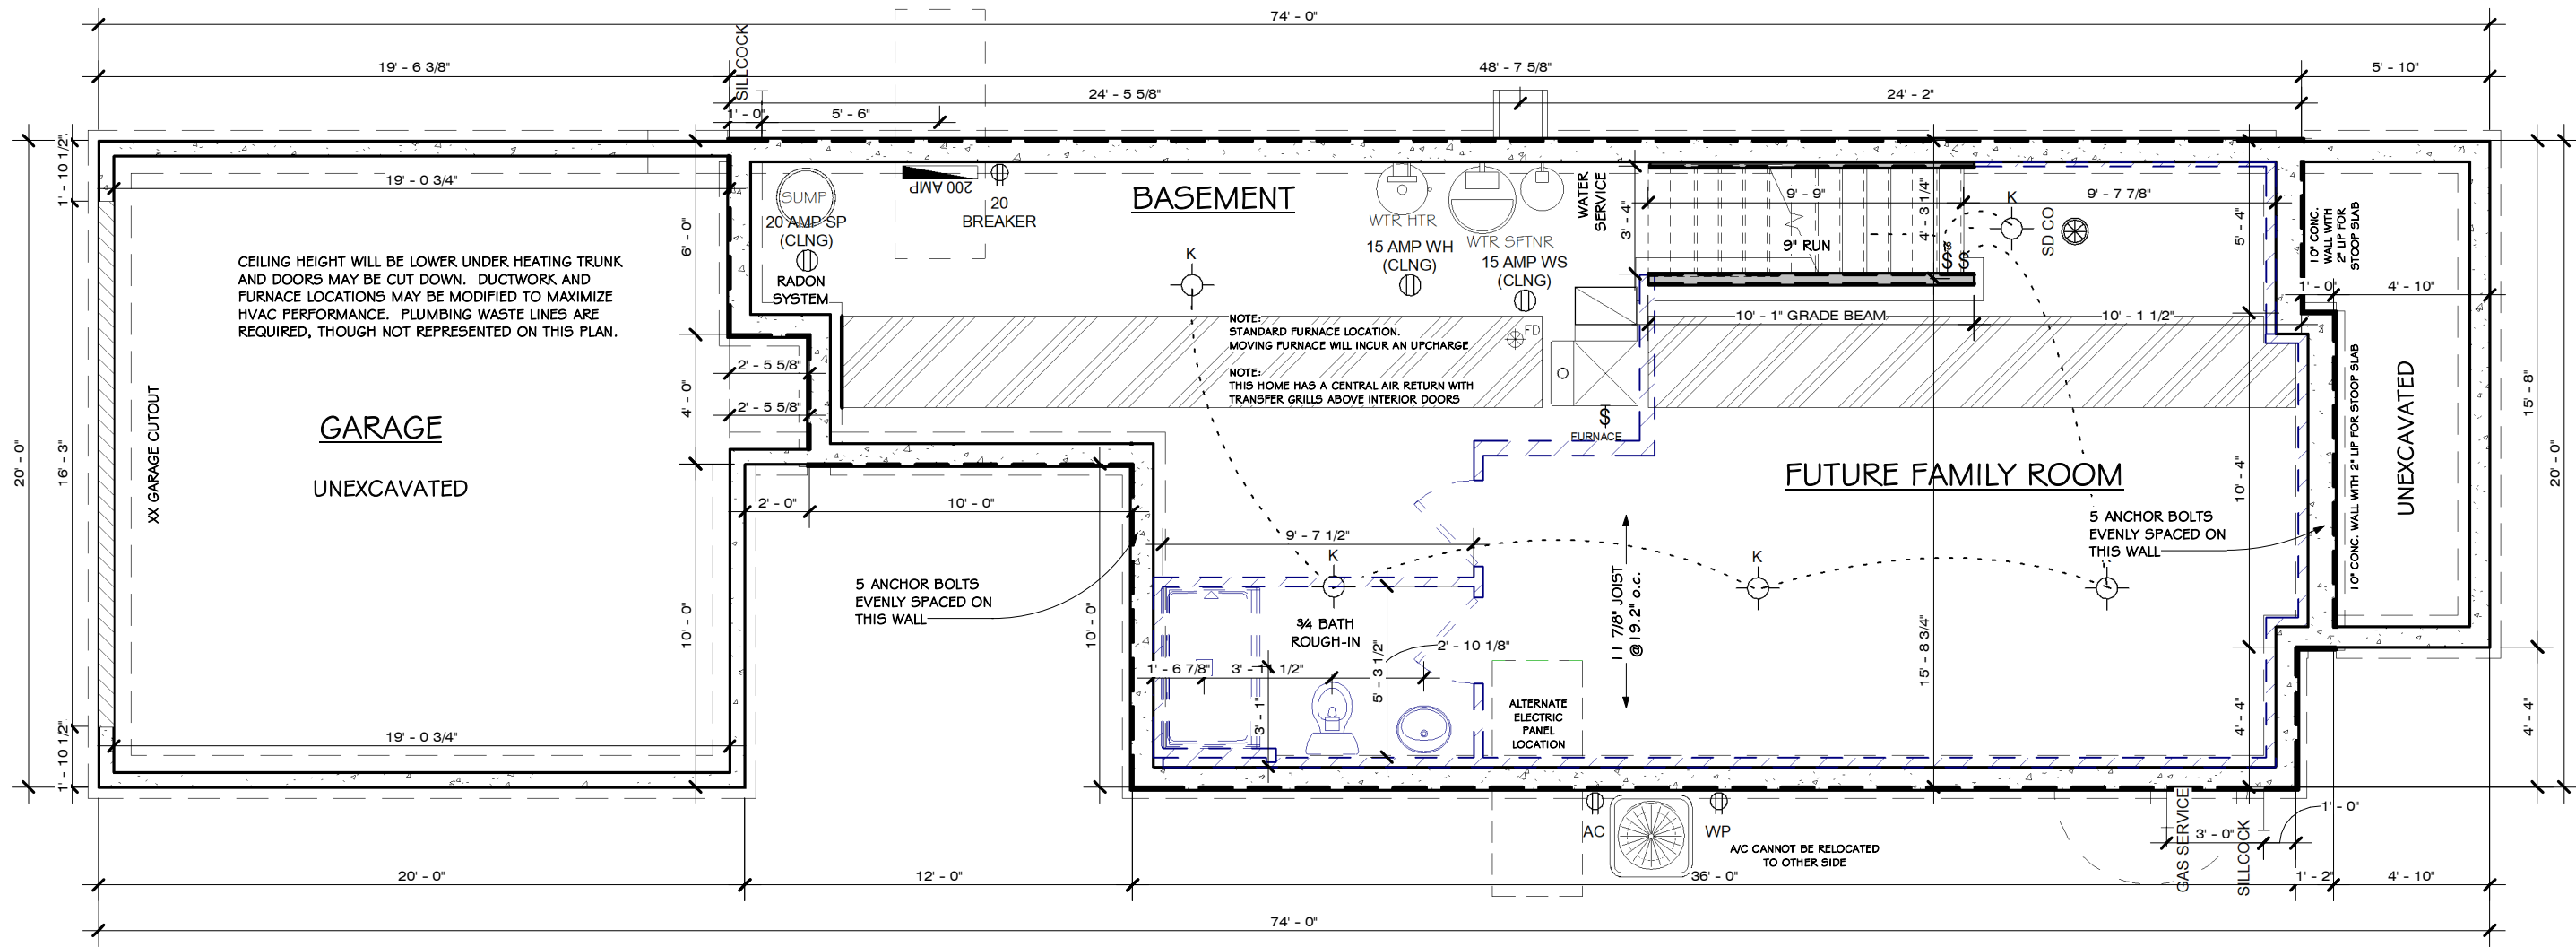 74' - 0"
19' - 6 3/8"
48' - 7 5/8"
5' - 10"
SILLCOCK
24' - 5 5/8"
24' - 2"
1' - 0"
5' - 6"
1' - 10 1/2"
19' - 0 3/4"
SUMP
20 AMP SP
(CLNG)
RADON
SYSTEM
200 AMP
20
BREAKER
BASEMENT
WTR HTR
15 AMP WH
(CLNG)
WTR SFTNR
15 AMP WS
(CLNG)
WATER
SERVICE
3' - 4"
9' - 9"
9" RUN
4' - 3 1/4"
9' - 7 7/8"
K
SD CO
$3
$
5' - 4"
10" CONC.
WALL WITH
2" LIP FOR
STOOP SLAB
1' - 0"
4' - 10"
6' - 0"
CEILING HEIGHT WILL BE LOWER UNDER HEATING TRUNK
AND DOORS MAY BE CUT DOWN. DUCTWORK AND
FURNACE LOCATIONS MAY BE MODIFIED TO MAXIMIZE
HVAC PERFORMANCE. PLUMBING WASTE LINES ARE
REQUIRED, THOUGH NOT REPRESENTED ON THIS PLAN.
K
NOTE:
STANDARD FURNACE LOCATION.
MOVING FURNACE WILL INCUR AN UPCHARGE
NOTE:
THIS HOME HAS A CENTRAL AIR RETURN WITH
TRANSFER GRILLS ABOVE INTERIOR DOORS
FD
10' - 1" GRADE BEAM
10' - 1 1/2"
2' - 5 5/8"
2' - 5 5/8"
4' - 0"
$
FURNACE
15' - 8"
20' - 0"
16' - 3"
XX GARAGE CUTOUT
GARAGE
UNEXCAVATED
FUTURE FAMILY ROOM
10' - 4"
10" CONC. WALL WITH 2" LIP FOR STOOP SLAB
UNEXCAVATED
20' - 0"
2' - 0"
10' - 0"
5 ANCHOR BOLTS
EVENLY SPACED ON
THIS WALL
9' - 7 1/2"
K
K
5 ANCHOR BOLTS
EVENLY SPACED ON
THIS WALL
10' - 0"
10' - 0"
3/4 BATH
ROUGH-IN
11 7/8" JOIST
@19.2" o.c.
15' - 8 3/4"
1' - 6 7/8"
3' - 11 1/2"
2' - 10 1/8"
5' - 3 1/2"
3' - 1"
ALTERNATE
ELECTRIC
PANEL
LOCATION
4' - 4"
4' - 4"
1' - 10 1/2"
19' - 0 3/4"
AC
WP
A/C CANNOT BE RELOCATED
TO OTHER SIDE
GAS SERVICE
3' - 0"
1' - 0"
SILLCOCK
20' - 0"
12' - 0"
36' - 0"
1' - 2"
4' - 10"
74' - 0"